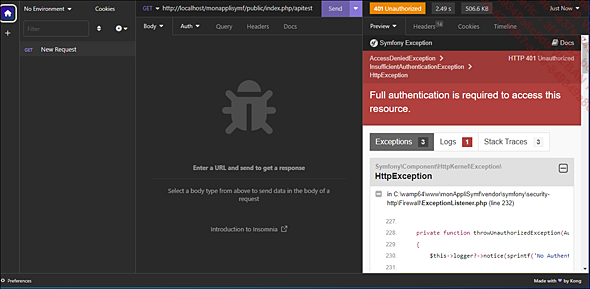 No Environment Cookies
Filter
GET New Request
GET http://localhost/monapplisymf/public/index.php/apitest Send
Body Auth Query Headers Docs
Enter a URL and send to get a response
Select a body type from above to send data in the body of a
request
Introduction to Insomnia
401 Unauthorized 2.49 s 506.6 KB Just Now
Preview Headers 14 Cookies Timeline
Symfony Exception Docs
AccessDeniedException HTTP 401 Unauthorized
InsufficientAuthenticationException
HttpException
Full authentication is required to access this
resource.
Exceptions 3 Logs 1 Stack Traces 3
Symfony\Component\HttpKernel\Exception\
HttpException
in C:\wamp64\www\monAppliSymf\vendor\symfony\security-
http\Firewall\ExceptionListener.php (line 232)
227.
228. private function throwUnauthorizedException(Au
229. {
230. $this->logger?->notice(sprintf('No Authent
231.
Preferences Made with ♥ by Kong